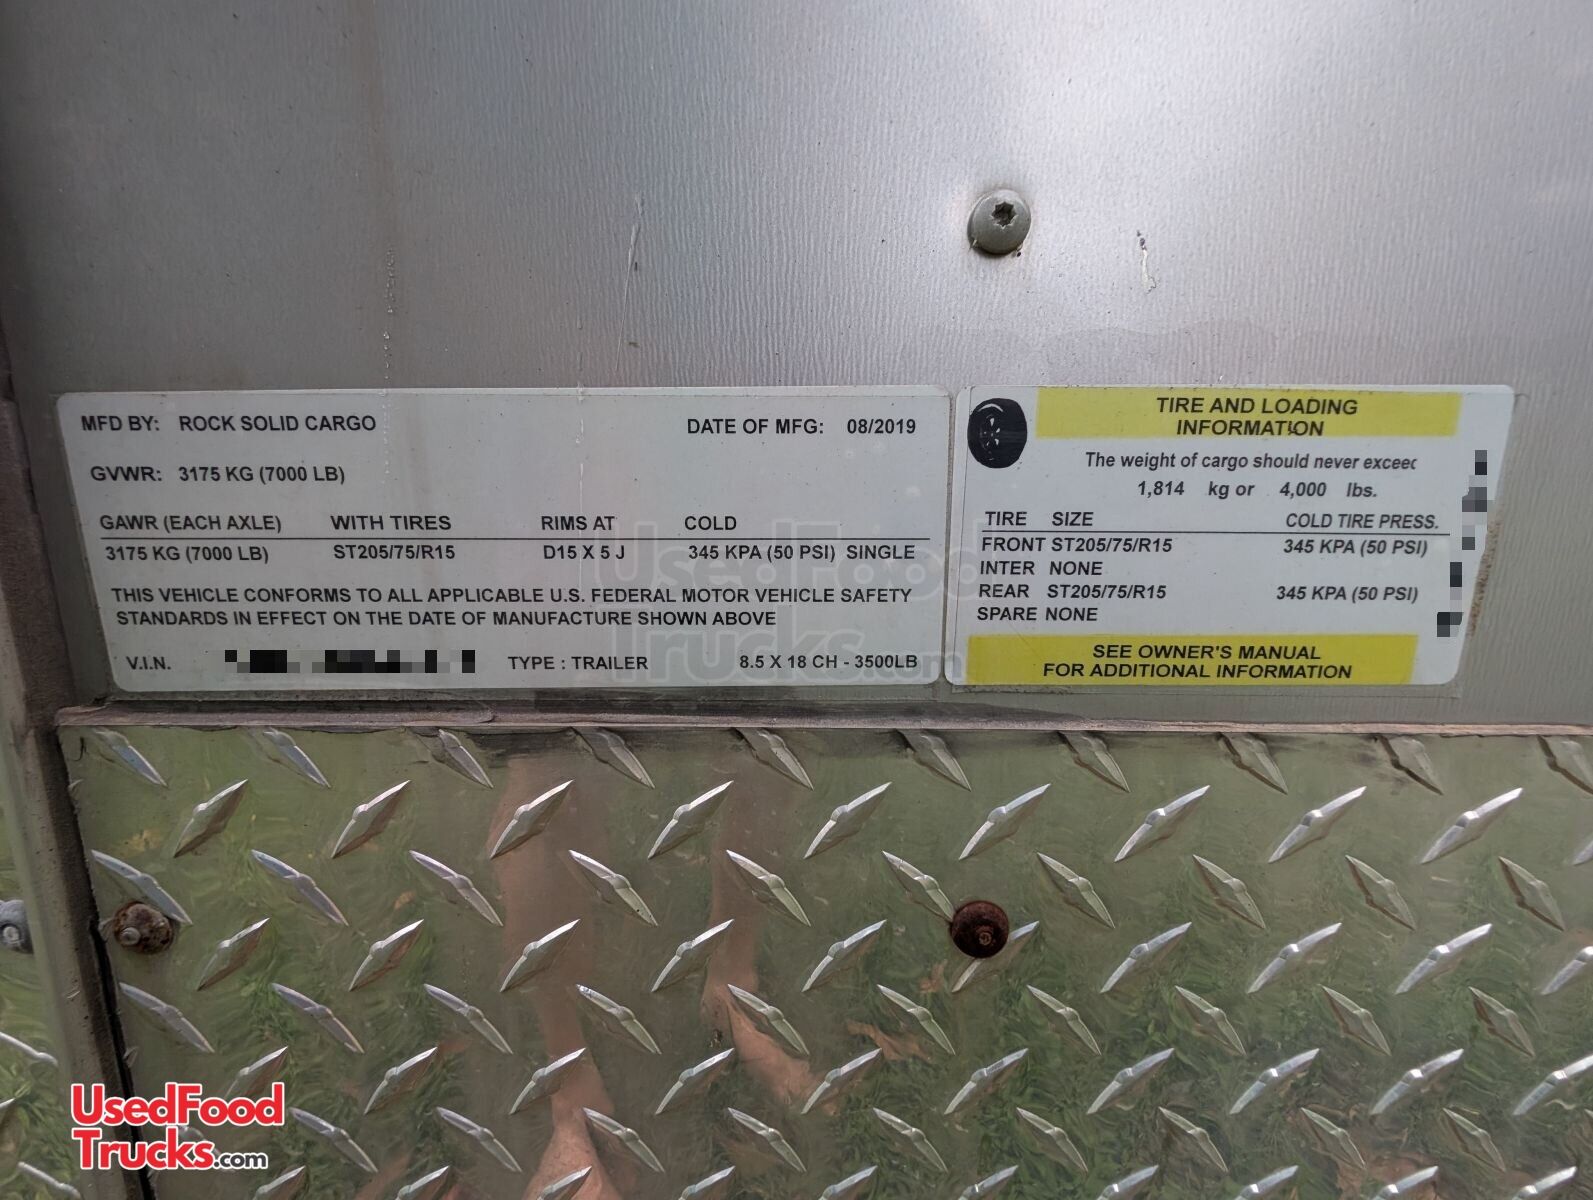 MFD BY: ROCK SOLID CARGO DATE OF MFG: 08/2019
GVWR: 3175 KG (7000 LB)
GAWR (EACH AXLE) WITH TIRES RIMS AT COLD
3175 KG (7000 LB) ST205/75/R15 D15 X 5 J 345 KPA (50 PSI) SINGLE
THIS VEHICLE CONFORMS TO ALL APPLICABLE U.S. FEDERAL MOTOR VEHICLE SAFETY
STANDARDS IN EFFECT ON THE DATE OF MANUFACTURE SHOWN ABOVE
V.I.N. TYPE : TRAILER 8.5 X 18 CH - 3500LB
TIRE AND LOADING
INFORMATION
The weight of cargo should never exceed
1,814 kg or 4,000 lbs.
TIRE SIZE COLD TIRE PRESS.
FRONT ST205/75/R15 345 KPA (50 PSI)
INTER NONE
REAR ST205/75/R15 345 KPA (50 PSI)
SPARE NONE
SEE OWNER'S MANUAL
FOR ADDITIONAL INFORMATION
UsedFood
Trucks.com
UsedFood
Trucks.com